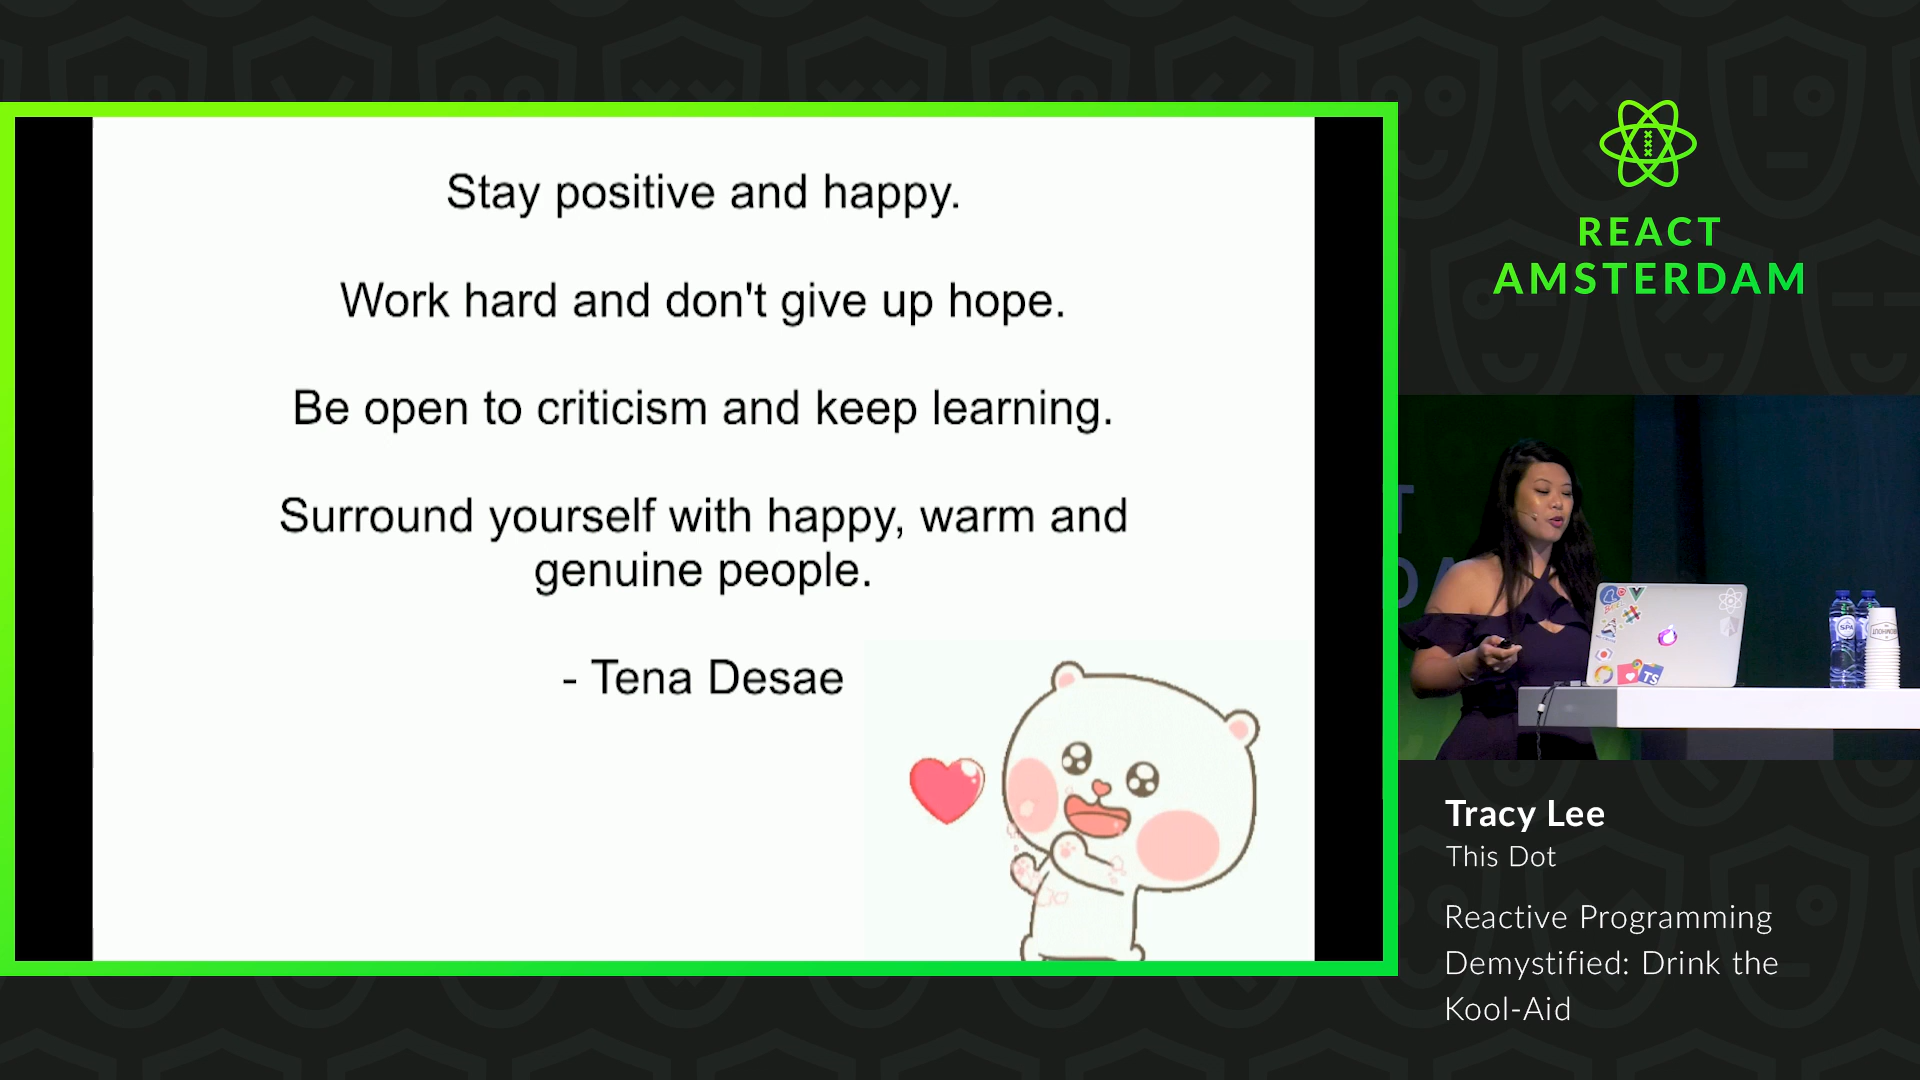 Stay positive and happy.
Work hard and don't give up hope.
Be open to criticism and keep learning.
Surround yourself with happy, warm and
genuine people.
- Tena Desae
REACT
AMSTERDAM
TS
SPA
Tracy Lee
This Dot
Reactive Programming
Demystified: Drink the
Kool-Aid